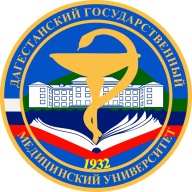 ДАГЕСТАНСКИЙ ГОСУДАРСТВЕННЫЙ
МЕДИЦИНСКИЙ УНИВЕРСИТЕТ
1932